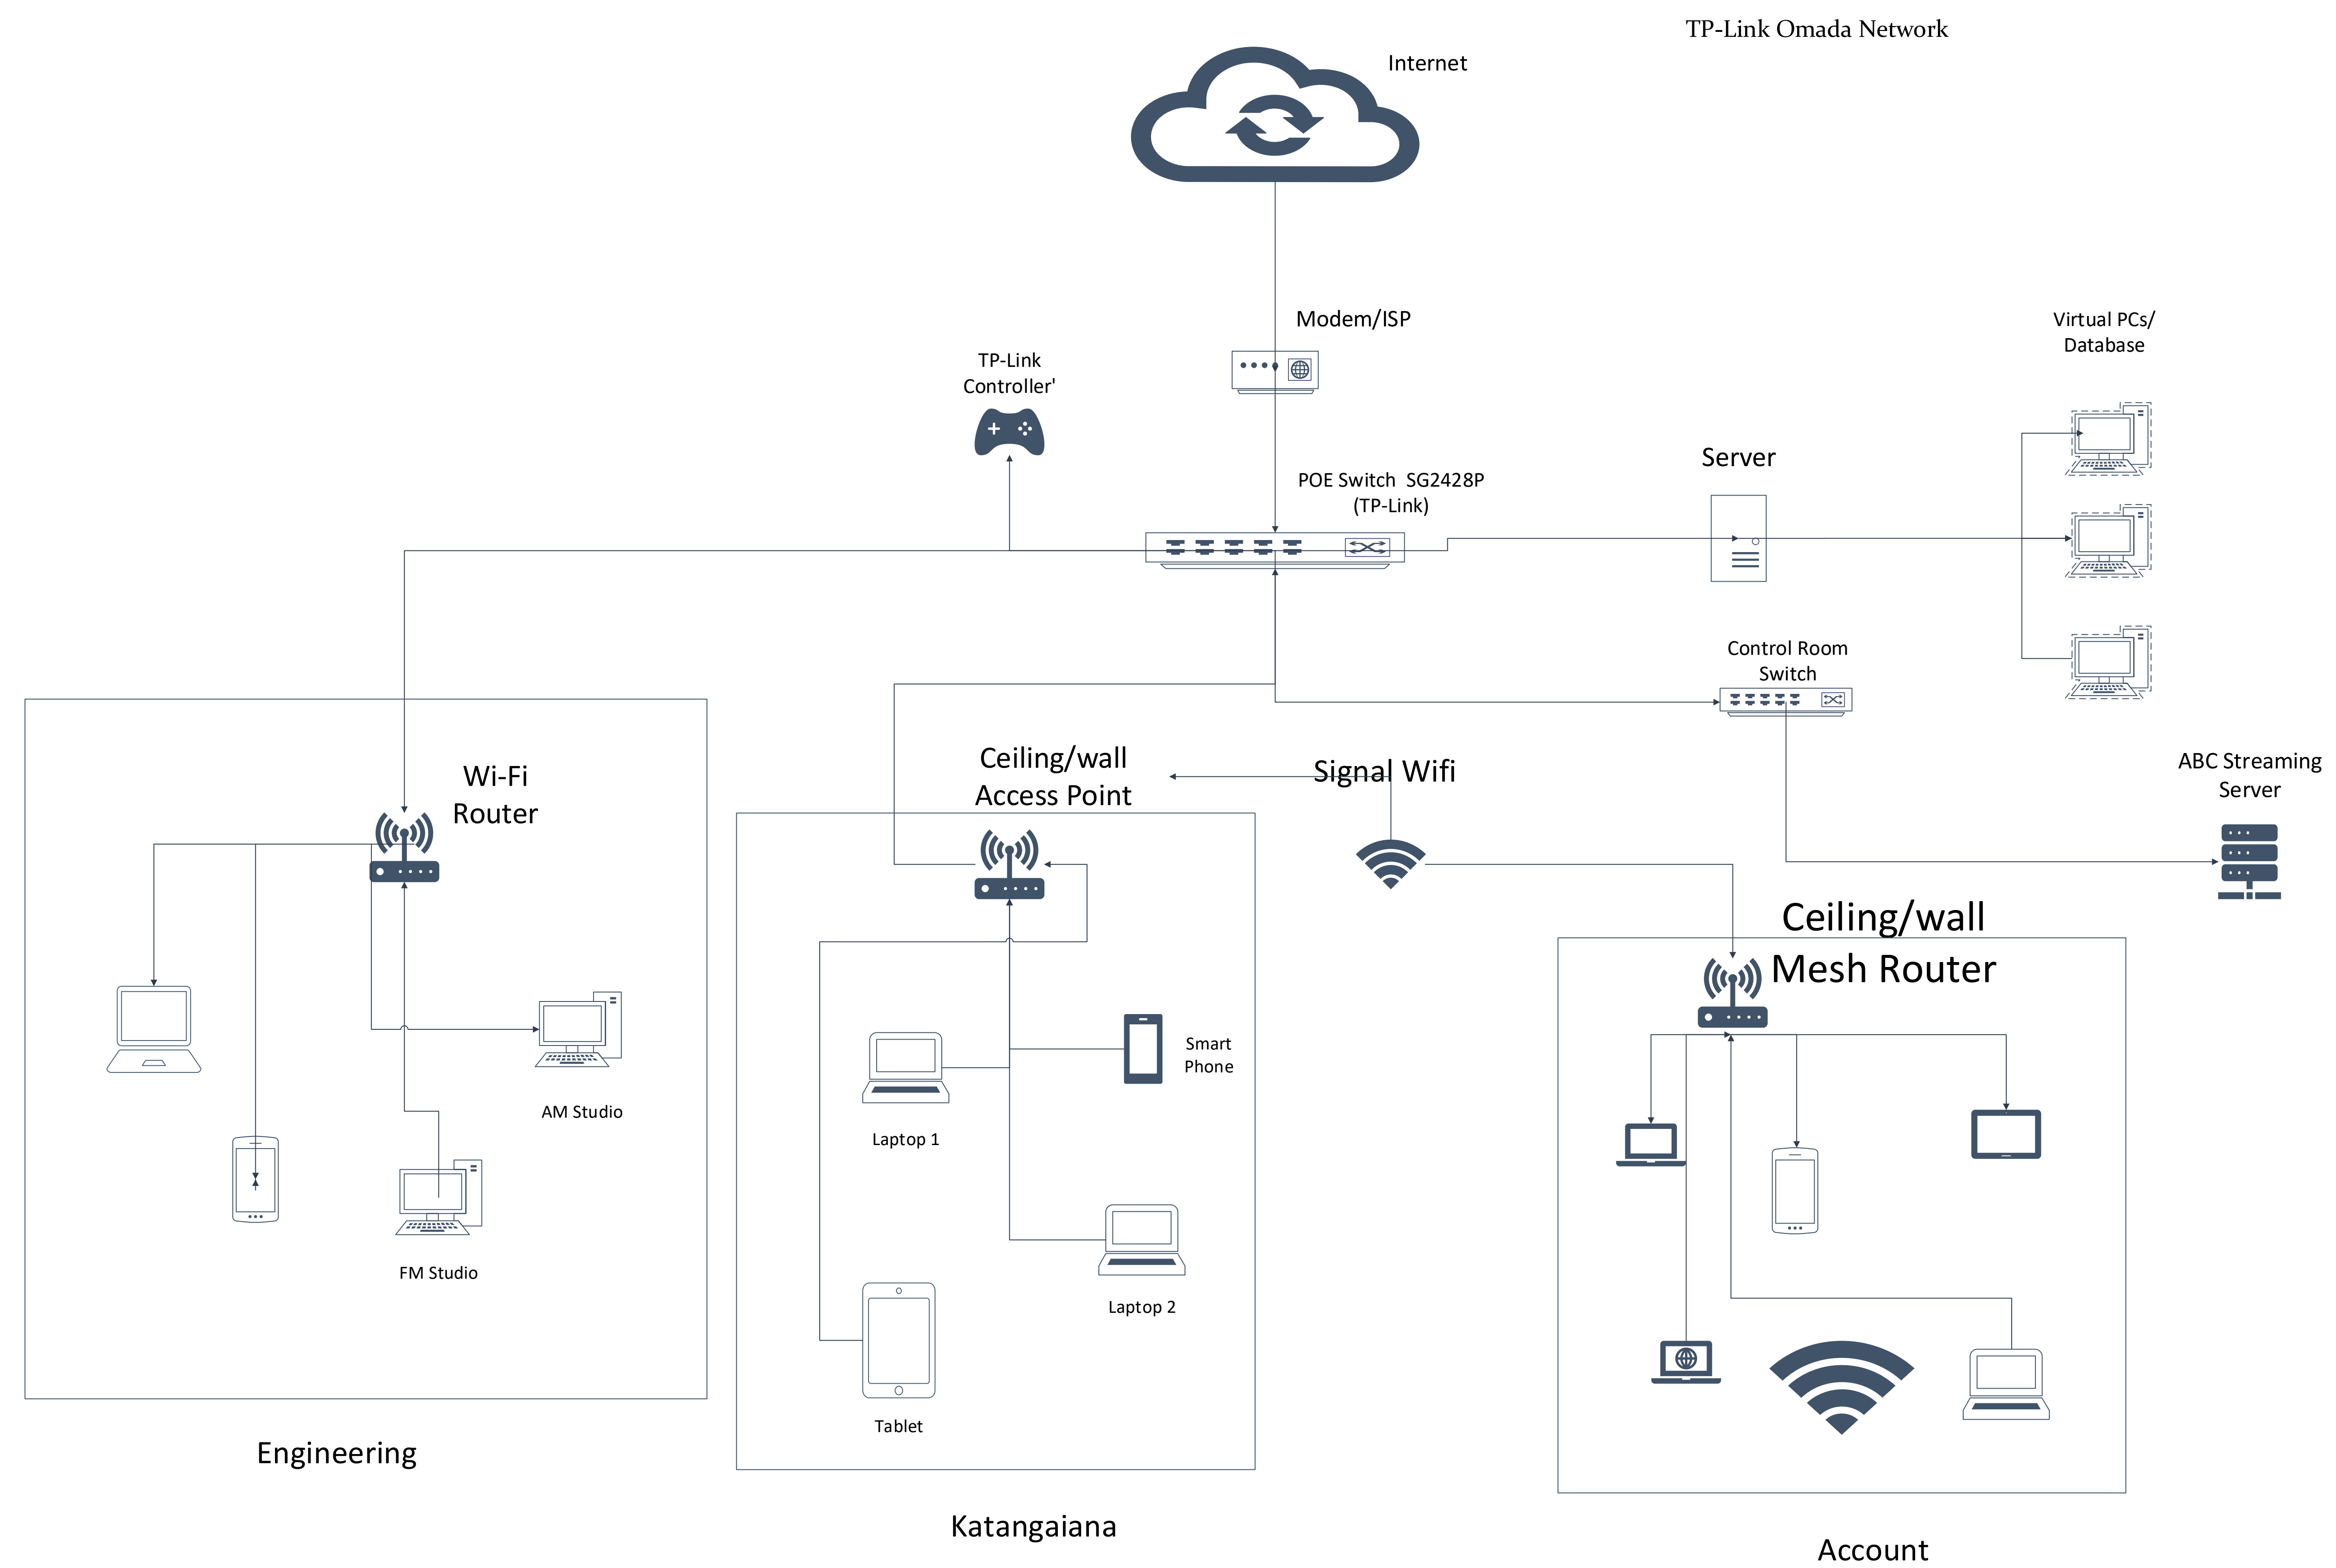 TP-Link Omada Network
Internet
Modem/ISP
Virtual PCs/
Database
TP-Link
Controller'
Server
POE Switch  SG2428P
(TP-Link)
Control Room
Switch
Wi-Fi
Router
Ceiling/wall
Access Point
Signal Wifi
ABC Streaming
Server
Ceiling/wall
Mesh Router
Smart
Phone
AM Studio
Laptop 1
FM Studio
Laptop 2
Tablet
Engineering
Katangaiana
Account